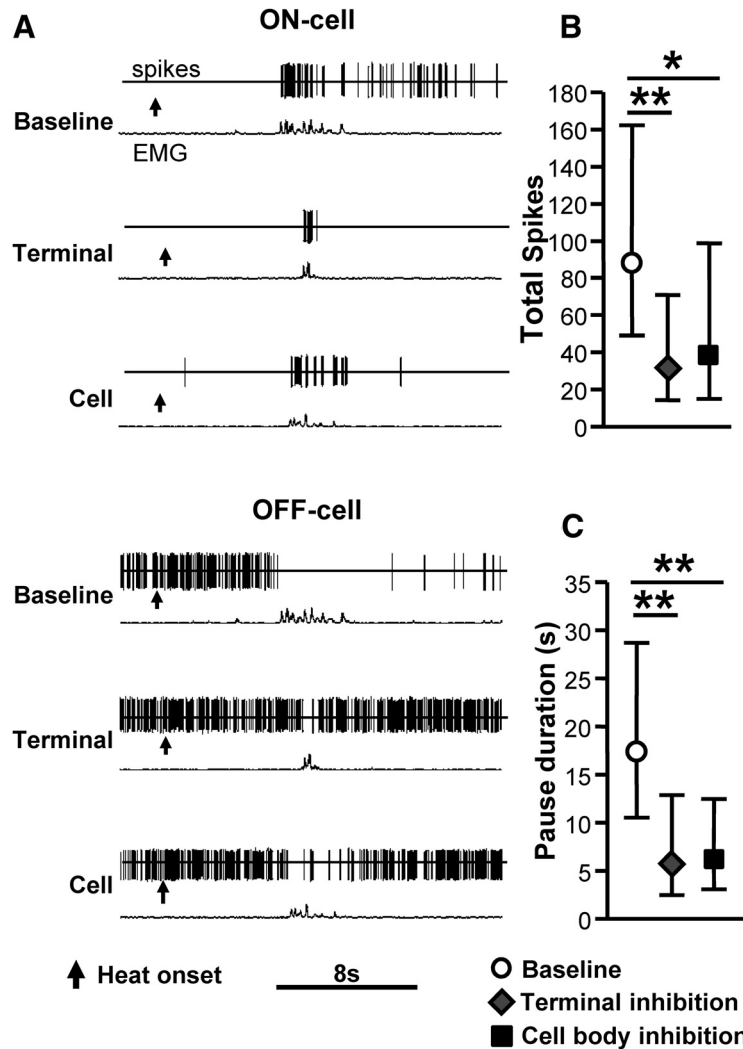 A
ON-cell
spikes
Baseline
EMG
Terminal
Cell
OFF-cell
Baseline
Terminal
Cell
Heat onset
8s
B
*
**
180
160
140
120
100
80
60
40
20
0
Total Spikes
C
**
**
35
30
25
20
15
10
5
0
Pause duration (s)
Baseline
Terminal inhibition
Cell body inhibition